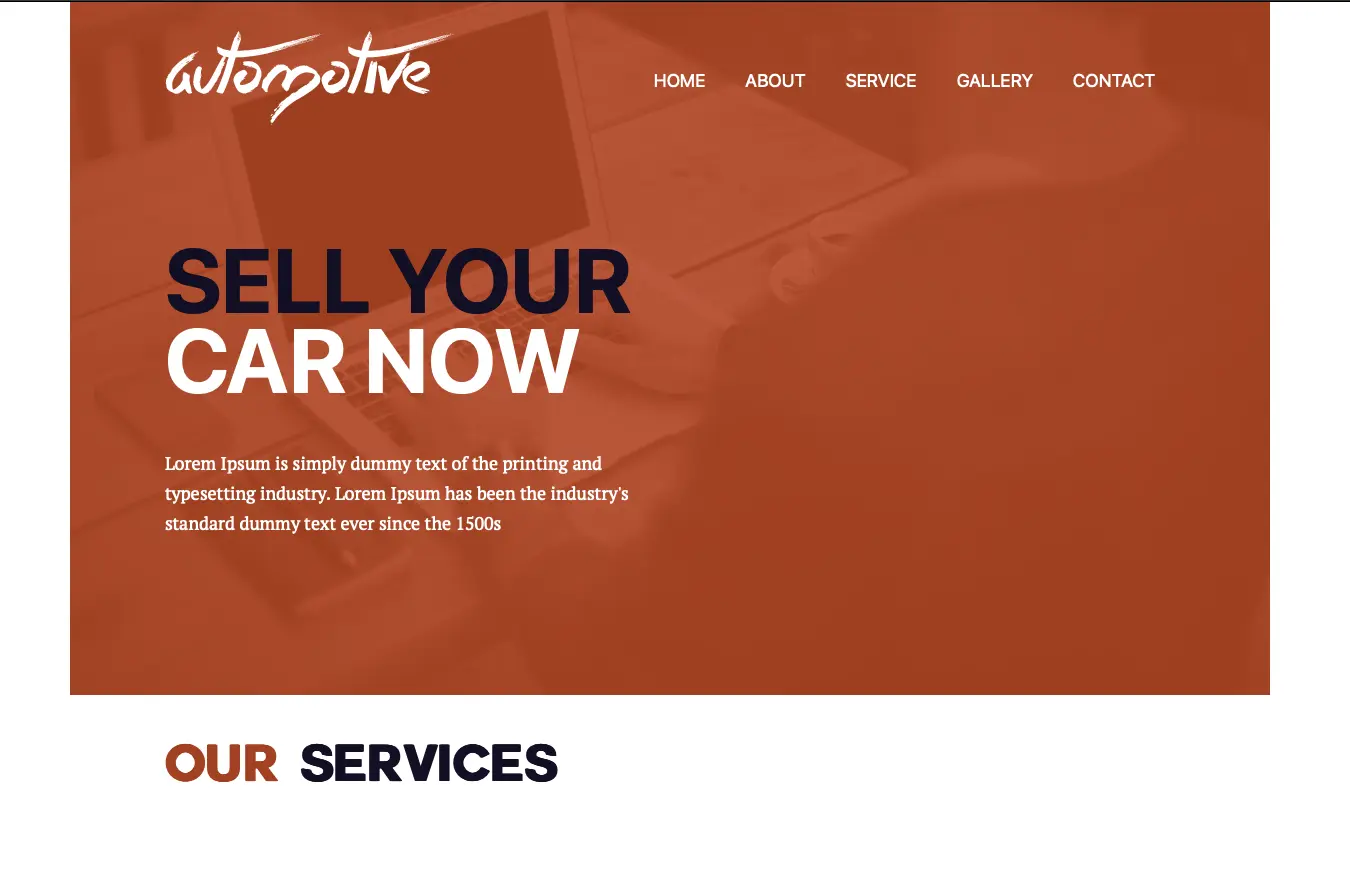 automotive
HOME ABOUT SERVICE GALLERY CONTACT
SELL YOUR
CAR NOW
Lorem Ipsum is simply dummy text of the printing and
typesetting industry. Lorem Ipsum has been the industry's
standard dummy text ever since the 1500s
OUR SERVICES